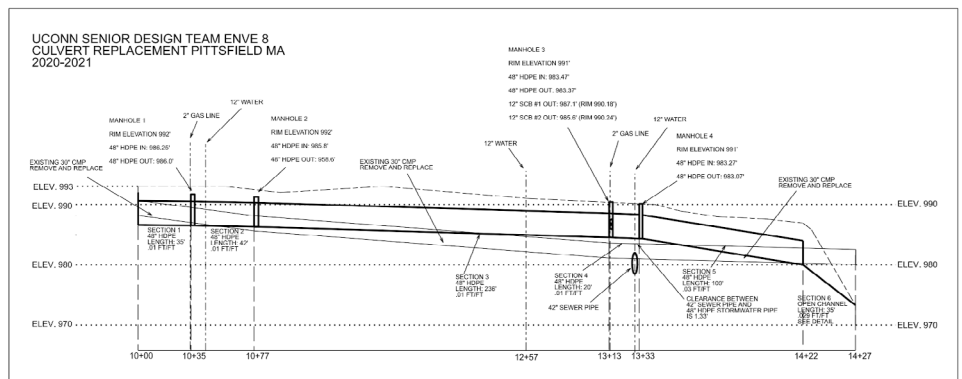 UCONN SENIOR DESIGN TEAM ENVE 8
CULVERT REPLACEMENT PITTSFIELD MA
2020-2021
MANHOLE 1
RIM ELEVATION 992'
48" HDPE IN: 986.26'
48" HDPE OUT: 986.0'
2" GAS LINE
12" WATER
MANHOLE 2
RIM ELEVATION 992'
48" HDPE IN: 985.8'
48" HDPE OUT: 958.6'
MANHOLE 3
RIM ELEVATION 991'
48" HDPE IN: 983.47'
48" HDPE OUT: 983.37'
12" SCB #1 OUT: 987.1' (RIM 990.18')
12" SCB #2 OUT: 985.6' (RIM 990.24')
12" WATER
2" GAS LINE
12" WATER
MANHOLE 4
RIM ELEVATION 991'
48" HDPE IN: 983.27'
48" HDPE OUT: 983.07'
EXISTING 30" CMP
REMOVE AND REPLACE
EXISTING 30" CMP
REMOVE AND REPLACE
EXISTING 30" CMP
REMOVE AND REPLACE
ELEV. 993
ELEV. 990
ELEV. 990
ELEV. 980
ELEV. 980
ELEV. 970
ELEV. 970
SECTION 1
48" HDPE
LENGTH: 35'
.01 FT/FT
SECTION 2
48" HDPE
LENGTH: 42'
.01 FT/FT
SECTION 3
48" HDPE
LENGTH: 236'
.01 FT/FT
SECTION 4
48" HDPE
LENGTH: 20'
.01 FT/FT
42" SEWER PIPE
SECTION 5
48" HDPE
LENGTH: 100'
.03 FT/FT
CLEARANCE BETWEEN
42" SEWER PIPE AND
48" HDPE STORMWATER PIPE
IS 1.33'
SECTION 6
OPEN CHANNEL
LENGTH: 35'
.029 FT/FT
SEE DETAIL
10+00
10+35
10+77
12+57
13+13
13+33
14+22
14+27